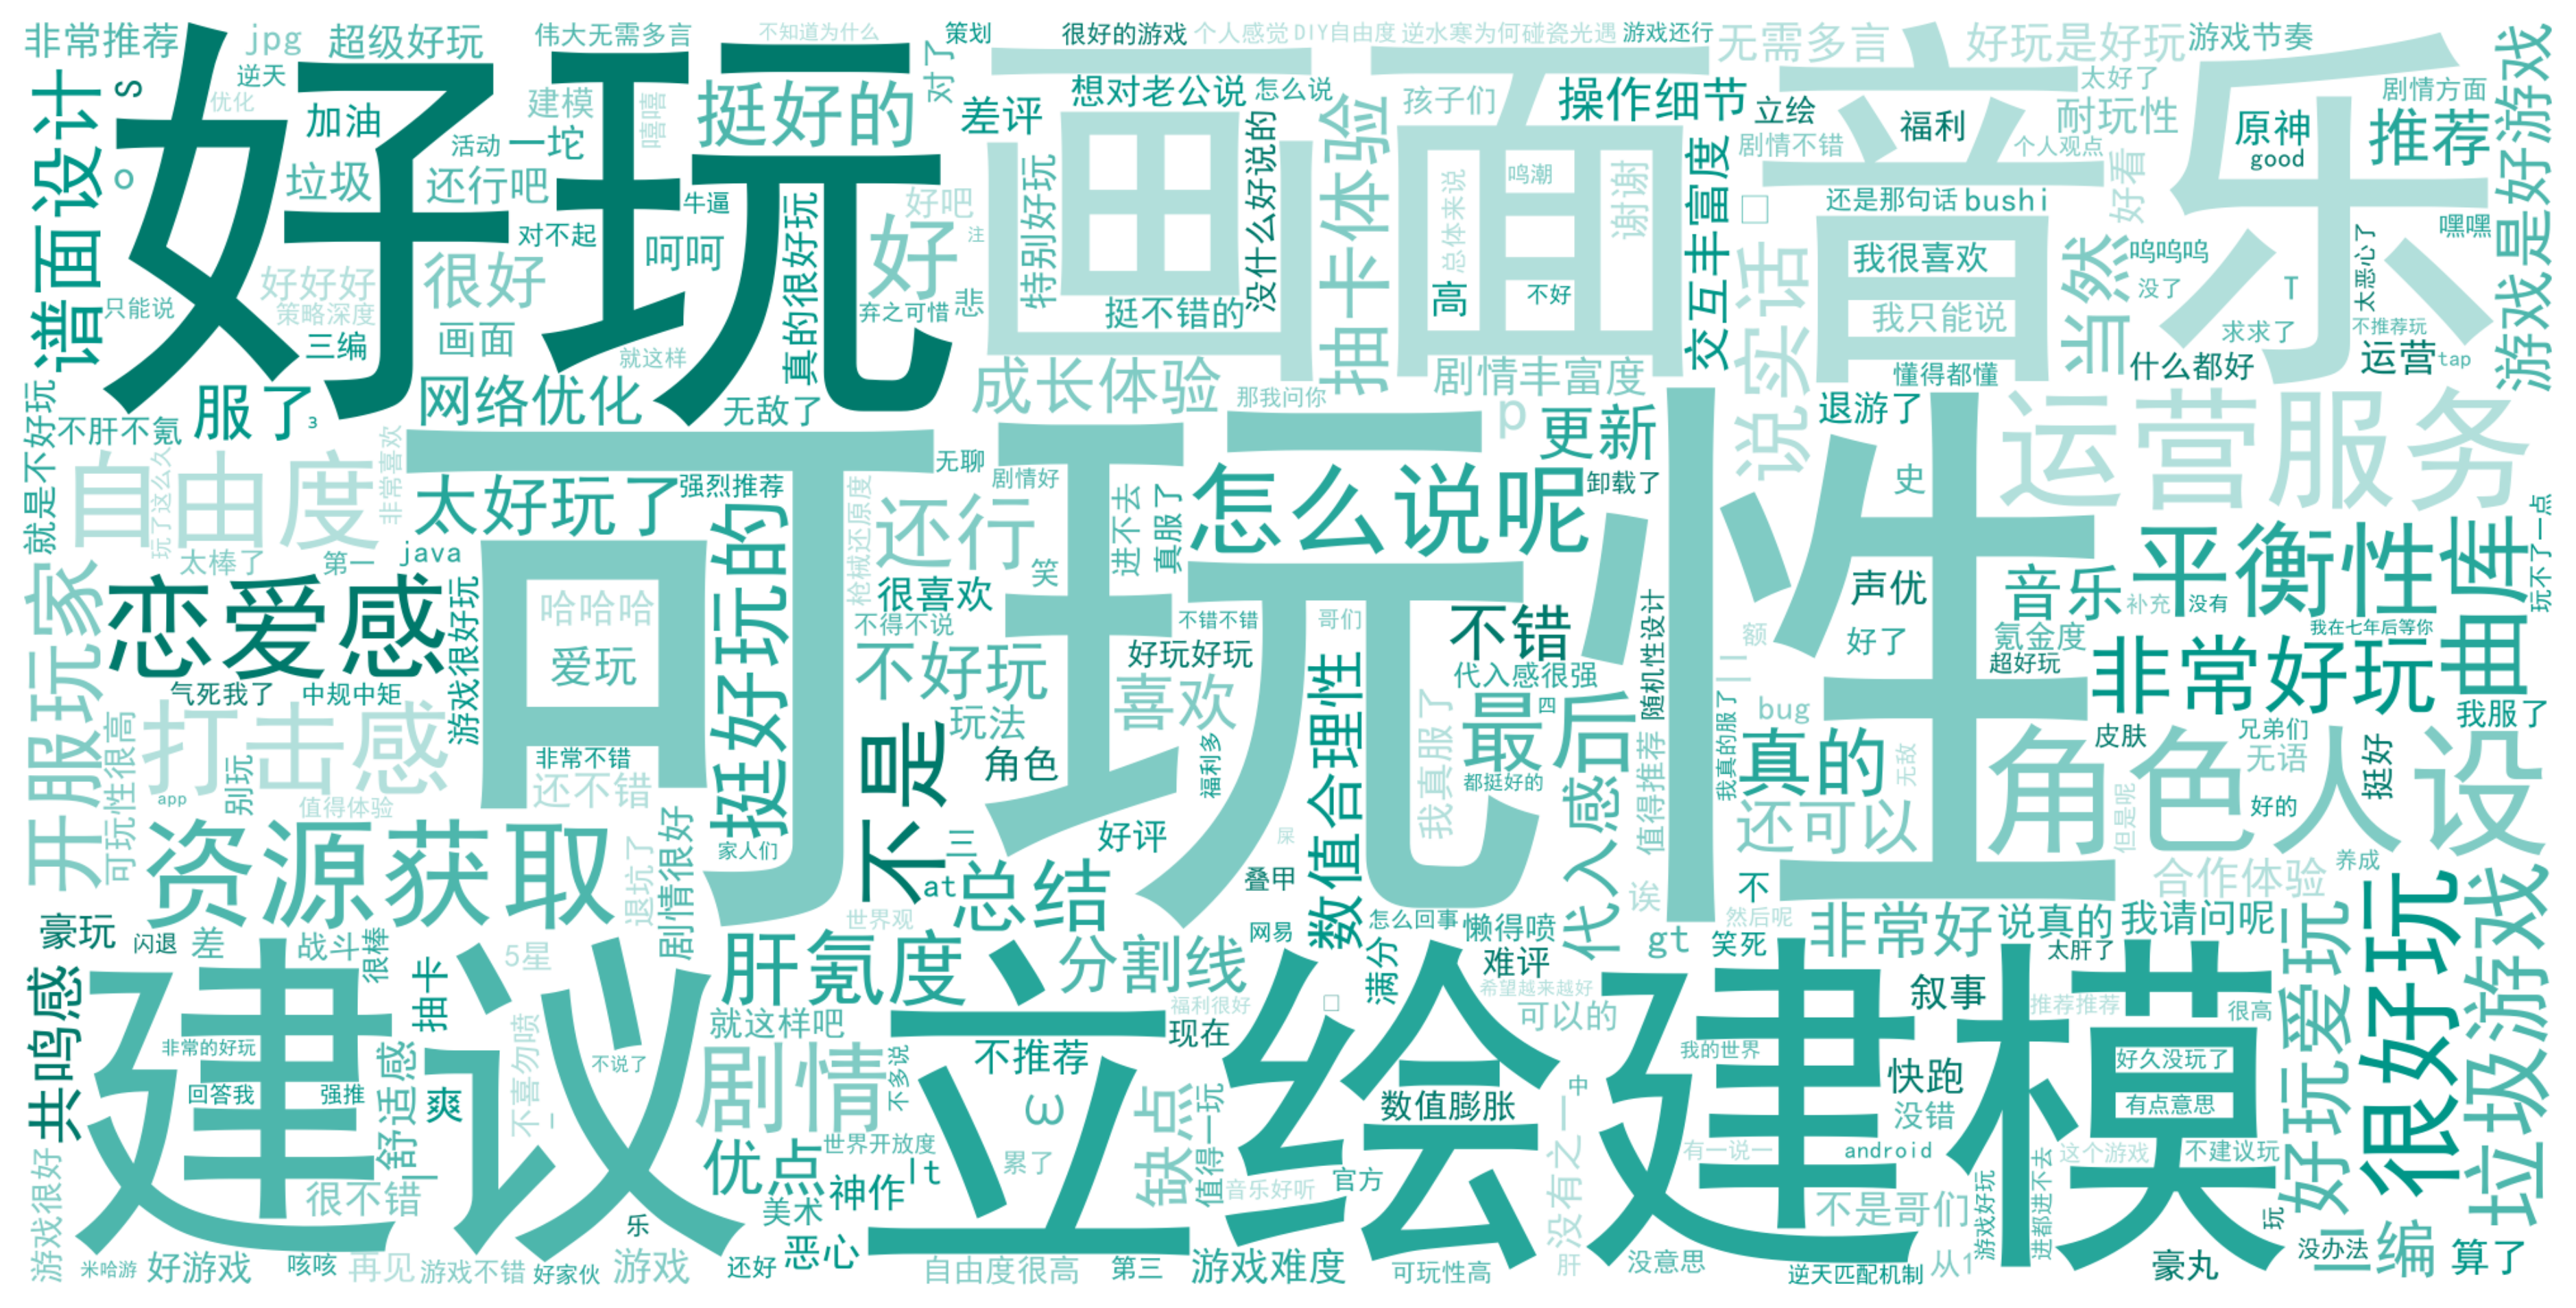 非常推荐
jpg
超级好玩
伟大无需多言
不知道为什么
策划
很好的游戏
个人感觉
DIY自由度
逆水寒为何碰瓷光遇
游戏还行
无需多言
好玩是好玩
游戏节奏
逆天
优化
加油
建模
嘻嘻
挺好的
对了
差评
想对老公说
怎么说
孩子们
操作细节
立绘
福利
太好了
耐玩性
剧情方面
原神
good
推荐
游戏是好游戏
谱面设计
so
好玩
画面
音乐
活动
一坨
垃圾
还行吧
牛逼
好吧
特别好玩
没什么好说的
抽卡体验
总体来说
鸣潮
谢谢
交互丰富度
剧情不错
个人观点
还是那句话
bushi
好看
嘿嘿
对不起
呵呵
真的很好玩
好
注
高
不好
说实话
我很喜欢
当然
呜呜呜
没了
T
太恶心了
好好好
策略深度
很好
只能说
三编
画面
就这样
弃之可惜
悲
挺不错的
我只能说
求求了
不推荐玩
懂得都懂
什么都好
运营
tap
就是不好玩
不肝不氪
服了
3
网络优化
无敌了
成长体验
那我问你
剧情丰富度
p
更新
退游了
运营服务
自由度
玩了这么久
非常喜欢
太好玩了
强烈推荐
无聊
剧情好
进不去
真服了
怎么说呢
卸载了
史
玩不了一点
太棒了
第一
java
可玩性
挺好玩的
枪械还原度
还行
笑
平衡性
曲库
开服玩家
恋爱感
游戏很好玩
哈哈哈
爱玩
很喜欢
不得不说
不错不错
哥们
不错
随机性设计
声优
音乐
补充
没有
我在七年后等你
额
好了
氪金度
超好玩
气死我了
中规中矩
不好玩
好玩好玩
代入感很强
二
非常好玩
我服了
可玩性很高
打击感
玩法
喜欢
数值合理性
我真服了
最后
四
值得推荐
我真的服了
bug
真的
皮肤
兄弟们
无语
挺好
角色人设
app
别玩
值得体验
非常不错
还不错
不是
角色
福利多
都挺好的
代入感
无敌
还可以
但是呢
好的
资源获取
退坑了
剧情很好
家人们
三
好评
屎
叠甲
诶
不
合作体验
养成
豪玩
闪退
差
战斗
很棒
世界观
at
总结
网易
怎么回事
懒得喷
gt
笑死
然后呢
非常好
说真的
我请问呢
共鸣感
抽卡
5星
肝氪度
分割线
满分
难评
太肝了
好玩爱玩
很好玩
垃圾游戏
建议
立绘建模
非常的好玩
回答我
强推
舒适感
爽
不喜勿喷
不说了
就这样吧
剧情
不多说
不推荐
福利很好
现在
希望越来越好
可以的
我的世界
叙事
推荐推荐
很高
快跑
没错
好久没玩了
有点意思
数值膨胀
中
ω
缺点
值得一玩
优点
世界开放度
神作
lt
累了
音乐好听
官方
没有之一
有一说一
android
这个游戏
不建议玩
游戏很好
很不错
乐
美术
恶心
不是哥们
游戏好玩
进都进不去
玩
没办法
二编
算了
米哈游
好游戏
咳咳
再见
游戏不错
好家伙
游戏
还好
自由度很高
第三
游戏难度
可玩性高
肝
没意思
逆天匹配机制
从1
豪丸